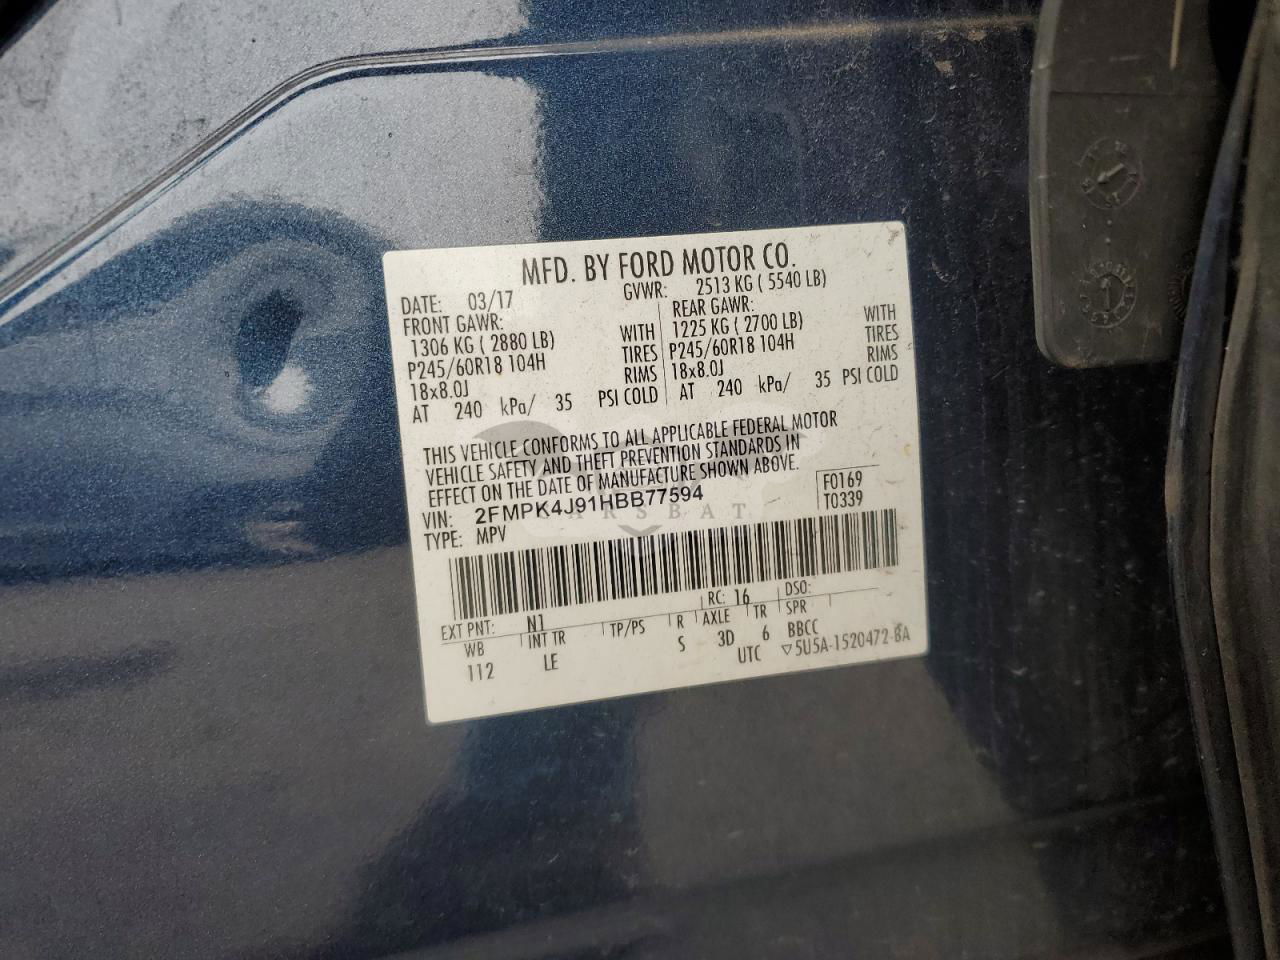 MFD. BY FORD MOTOR CO.
DATE: 03/17 GVWR: 2513 KG ( 5540 LB)
FRONT GAWR: REAR GAWR:
1306 KG ( 2880 LB) WITH 1225 KG ( 2700 LB) WITH
P245/60R18 104H TIRES P245/60R18 104H TIRES
18x8.0J RIMS 18x8.0J RIMS
AT 240 kPa/ 35 PSI COLD AT 240 kPa/ 35 PSI COLD
THIS VEHICLE CONFORMS TO ALL APPLICABLE FEDERAL MOTOR
VEHICLE SAFETY AND THEFT PREVENTION STANDARDS IN
EFFECT ON THE DATE OF MANUFACTURE SHOWN ABOVE.
VIN: 2FMPK4J91HBB77594 F0169
TYPE: MPV T0339
CARSBAT
EXT PNT: N1 RC: 16 DSO:
WB INT TR TP/PS R AXLE TR SPR
112 LE S 3D 6 BBCC
UTC ▽5U5A-1520472-BA